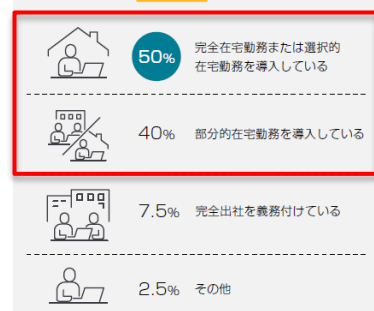 50% 完全在宅勤務または選択的
在宅勤務を導入している
40% 部分的在宅勤務を導入している
7.5% 完全出社を義務付けている
2.5% その他